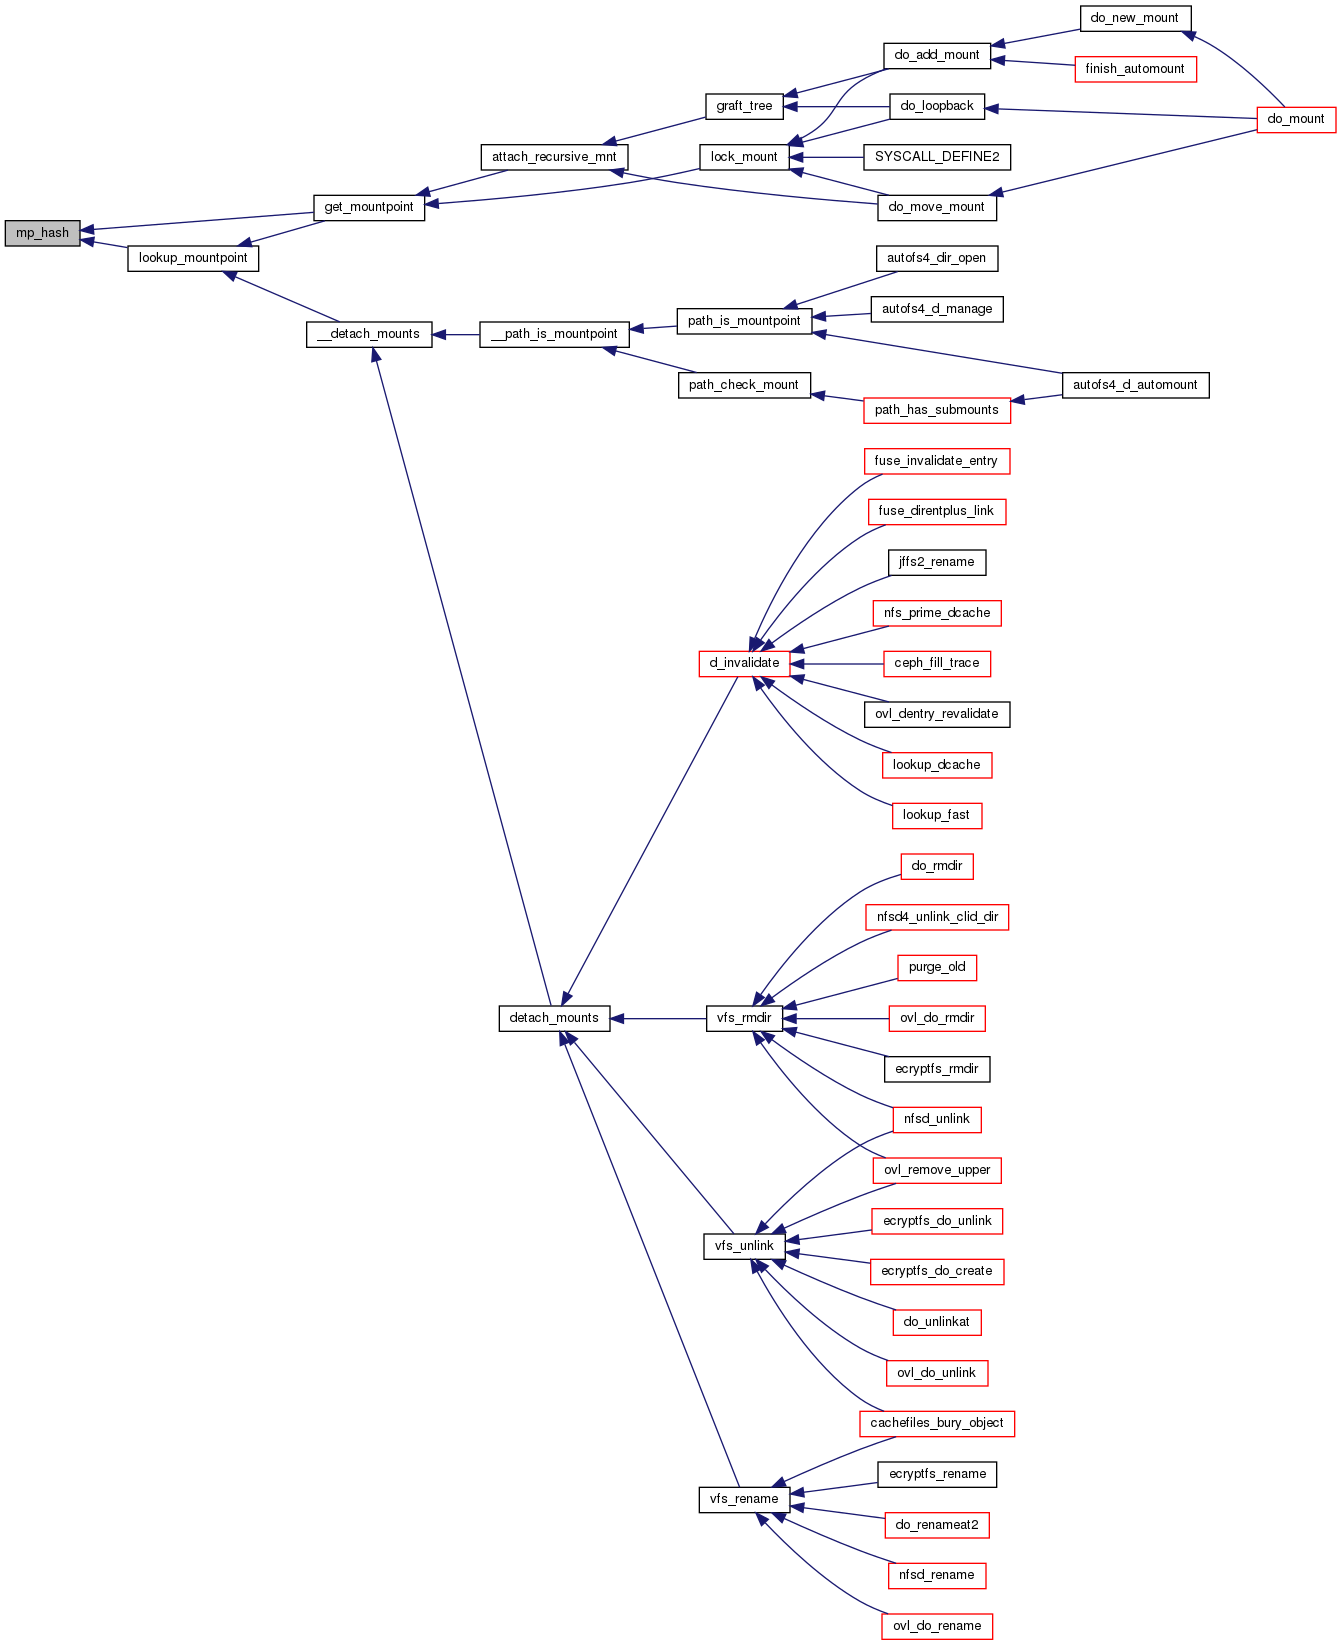 do_new_mount
do_add_mount
finish_automount
graft_tree
do_loopback
do_mount
attach_recursive_mnt
lock_mount
SYSCALL_DEFINE2
get_mountpoint
do_move_mount
mp_hash
lookup_mountpoint
autofs4_dir_open
autofs4_d_manage
__detach_mounts
__path_is_mountpoint
path_is_mountpoint
path_check_mount
autofs4_d_automount
path_has_submounts
fuse_invalidate_entry
fuse_direntplus_link
jffs2_rename
nfs_prime_dcache
d_invalidate
ceph_fill_trace
ovl_dentry_revalidate
lookup_dcache
lookup_fast
do_rmdir
nfsd4_unlink_clid_dir
purge_old
detach_mounts
vfs_rmdir
ovl_do_rmdir
ecryptfs_rmdir
nfsd_unlink
ovl_remove_upper
ecryptfs_do_unlink
vfs_unlink
ecryptfs_do_create
do_unlinkat
ovl_do_unlink
cachefiles_bury_object
ecryptfs_rename
vfs_rename
do_renameat2
nfsd_rename
ovl_do_rename